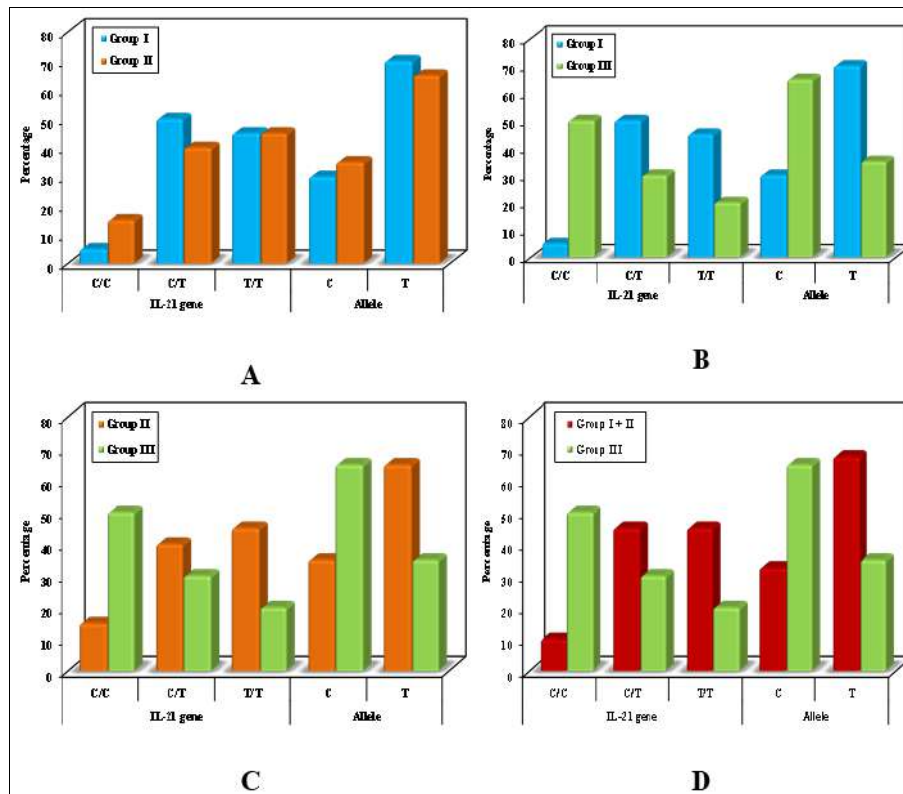 80
70
60
50
40
30
20
10
0
Percentage
Group I
Group II
C/C C/T T/T C T
IL-21 gene Allele
A
80
70
60
50
40
30
20
10
0
Percentage
Group I
Group III
C/C C/T T/T C T
IL-21 gene Allele
B
80
70
60
50
40
30
20
10
0
Percentage
Group II
Group III
C/C C/T T/T C T
IL-21 gene Allele
C
80
70
60
50
40
30
20
10
0
Percentage
Group I + II
Group III
C/C C/T T/T C T
IL-21 gene Allele
D